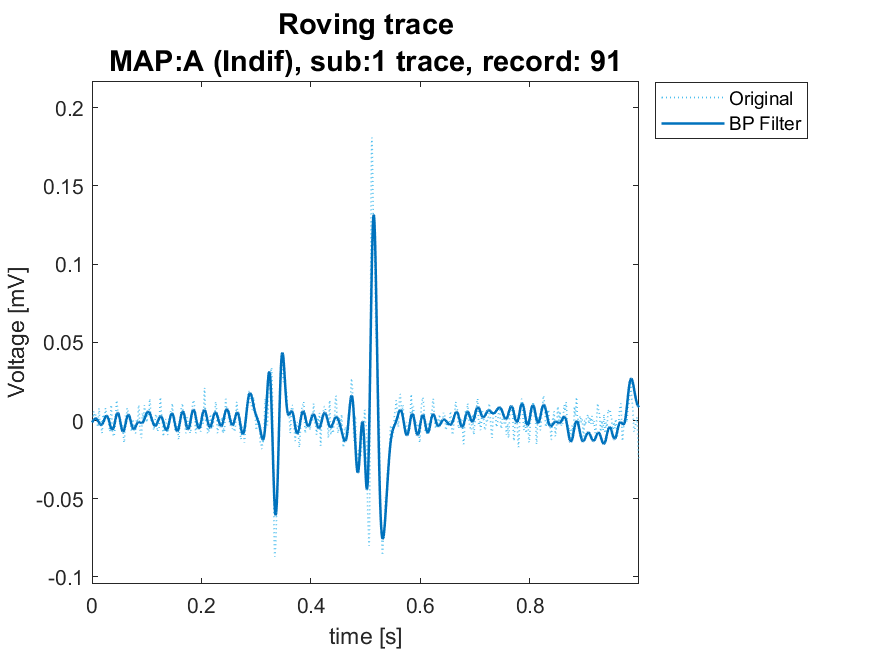 Roving trace
MAP:A (Indif), sub:1 trace, record: 91
Original
BP Filter
0.2
0.15
0.1
0.05
0
-0.05
-0.1
Voltage [mV]
0 0.2 0.4 0.6 0.8
time [s]